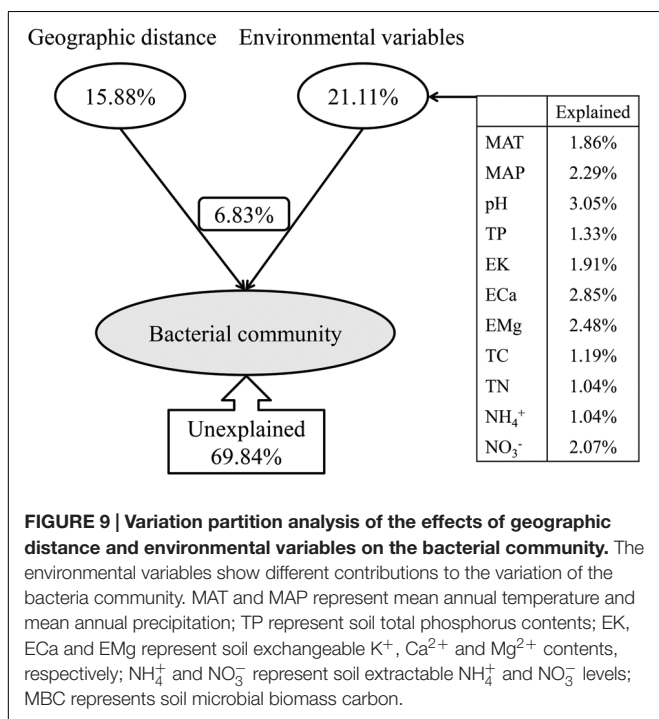 Geographic distance Environmental variables
15.88% 21.11%
Explained
MAT 1.86%
MAP 2.29%
pH 3.05%
TP 1.33%
EK 1.91%
ECa 2.85%
EMg 2.48%
TC 1.19%
TN 1.04%
NH₄⁺ 1.04%
NO₃⁻ 2.07%
6.83%
Bacterial community
Unexplained
69.84%
FIGURE 9 | Variation partition analysis of the effects of geographic
distance and environmental variables on the bacterial community. The
environmental variables show different contributions to the variation of the
bacteria community. MAT and MAP represent mean annual temperature and
mean annual precipitation; TP represent soil total phosphorus contents; EK,
ECa and EMg represent soil exchangeable K⁺, Ca²⁺ and Mg²⁺ contents,
respectively; NH₄⁺ and NO₃⁻ represent soil extractable NH₄⁺ and NO₃⁻ levels;
MBC represents soil microbial biomass carbon.